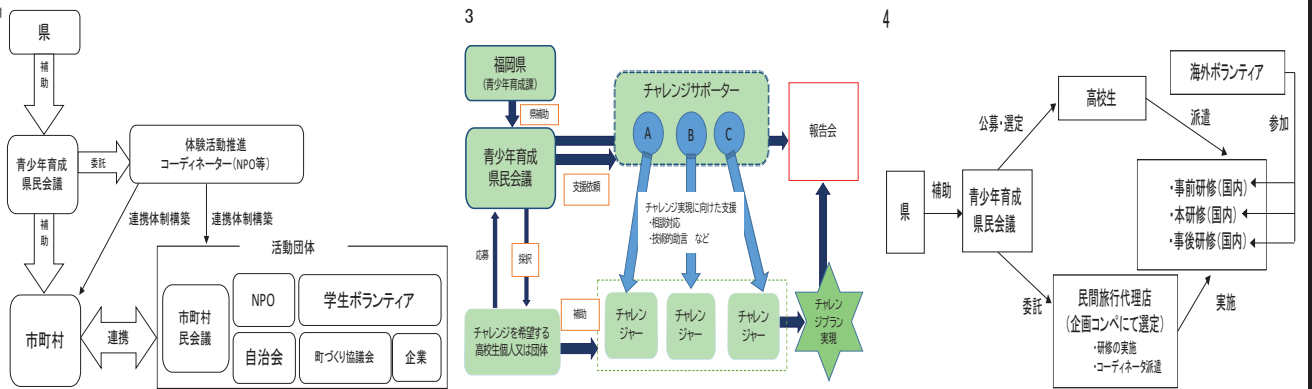 県
補
助
青少年育成
県民会議
委託
体験活動推進
コーディネーター(NPO等)
連携体制構築
連携体制構築
補
助
市町村
連携
活動団体
市町村
民会議
NPO
学生ボランティア
自治会
町づくり協議会
企業
3
福岡県
(青少年育成課)
県補助
青少年育成
県民会議
支援依頼
チャレンジサポーター
A
B
C
報告会
チャレンジ実現に向けた支援
・相談対応
・技術的助言 など
応募
採択
チャレンジを希望する
高校生個人又は団体
補助
チャレン
ジャー
チャレン
ジャー
チャレン
ジャー
チャレン
ジプラン
実現
4
海外ボランティア
高校生
公募・選定
派遣
参加
県
補助
青少年育成
県民会議
・事前研修(国内)
・本研修(国内)
・事後研修(国内)
委託
民間旅行代理店
(企画コンペにて選定)
・研修の実施
・コーディネータ派遣
実施